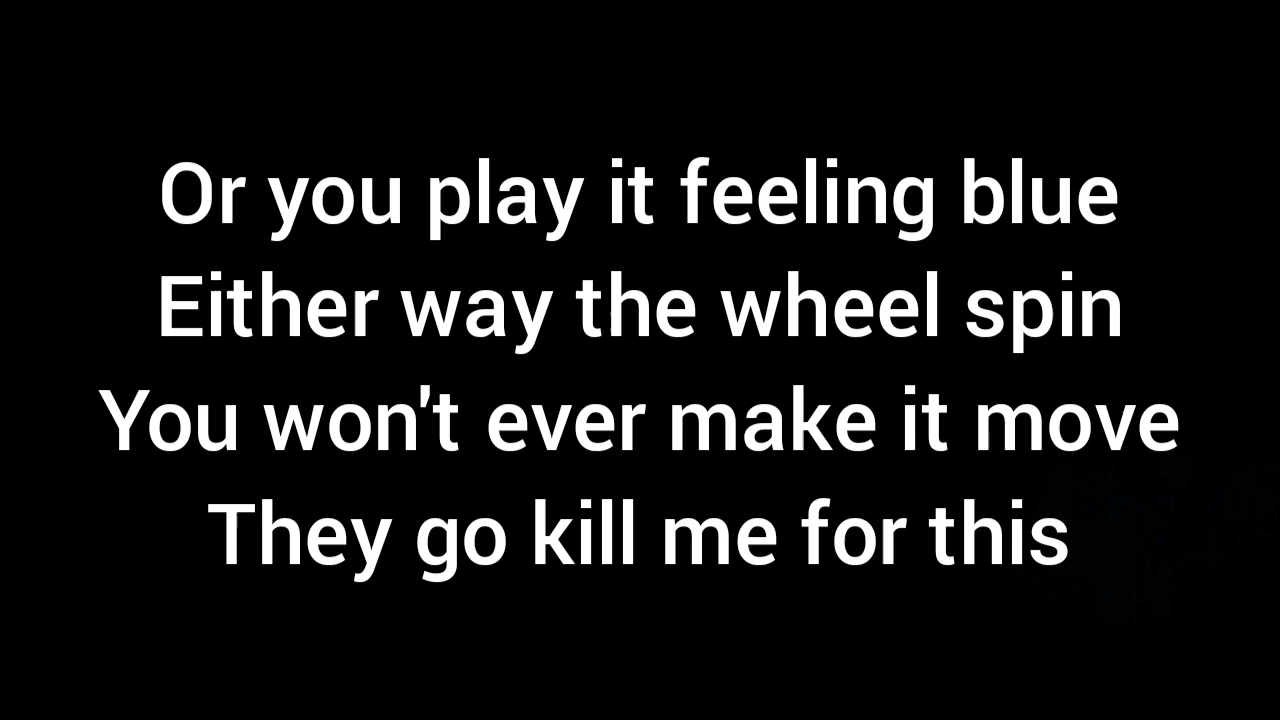 Or you play it feeling blue
Either way the wheel spin
You won't ever make it move
They go kill me for this